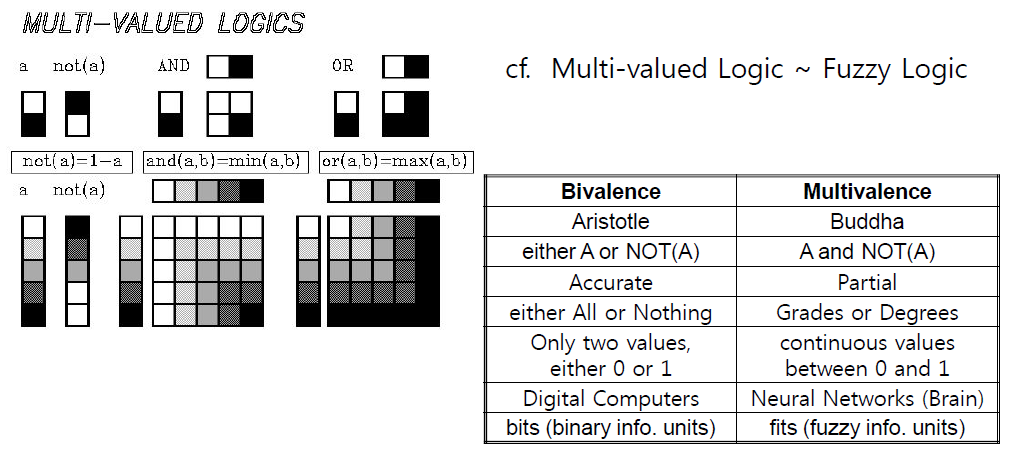 MULTI-VALUED LOGICS
a not(a) AND OR
not(a)=1-a and(a,b)=min(a,b) or(a,b)=max(a,b)
a not(a)
cf. Multi-valued Logic ~ Fuzzy Logic
Bivalence Multivalence
Aristotle Buddha
either A or NOT(A) A and NOT(A)
Accurate Partial
either All or Nothing Grades or Degrees
Only two values, continuous values
either 0 or 1 between 0 and 1
Digital Computers Neural Networks (Brain)
bits (binary info. units) fits (fuzzy info. units)